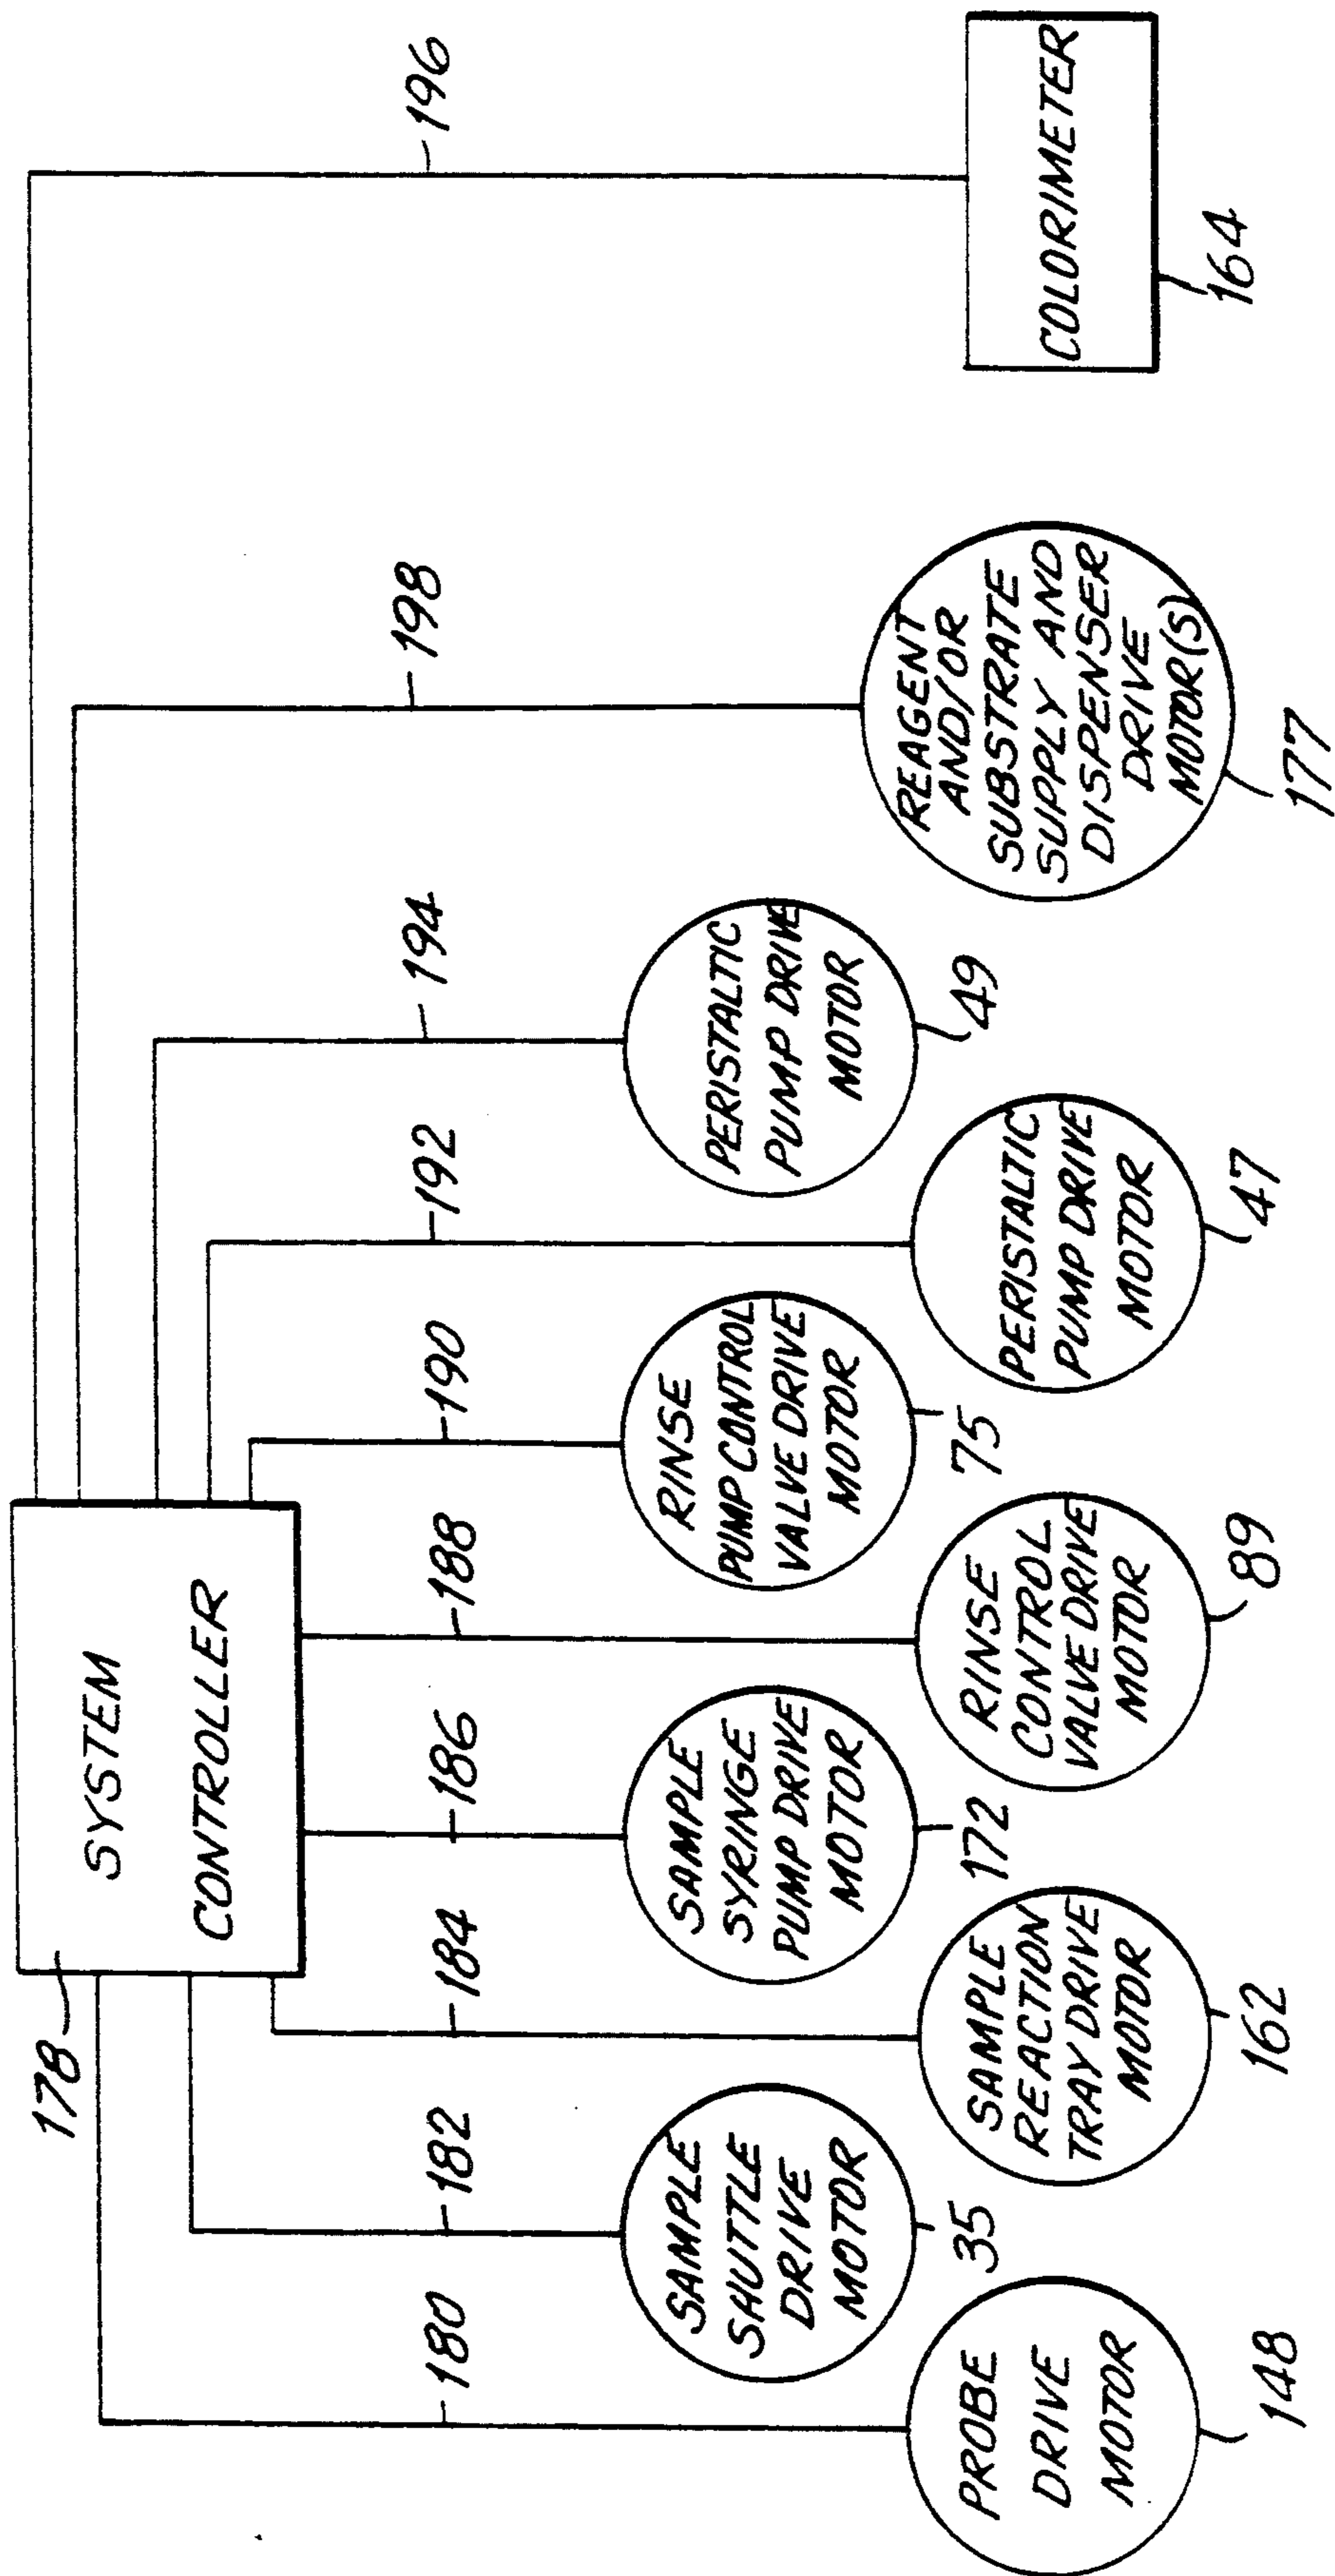 178
SYSTEM
CONTROLLER
180
182
184
186
188
190
192
194
198
196
PROBE
DRIVE
MOTOR
148
SAMPLE
SHUTTLE
DRIVE
MOTOR
35
SAMPLE
REACTION
TRAY DRIVE
MOTOR
162
SAMPLE
SYRINGE
PUMP DRIVE
MOTOR
172
RINSE
CONTROL
VALVE DRIVE
MOTOR
89
RINSE
PUMP CONTROL
VALVE DRIVE
MOTOR
75
PERISTALTIC
PUMP DRIVE
MOTOR
47
PERISTALTIC
PUMP DRIVE
MOTOR
49
REAGENT
AND/OR
SUBSTRATE
SUPPLY AND
DISPENSER
DRIVE
MOTOR(S)
177
COLORIMETER
164